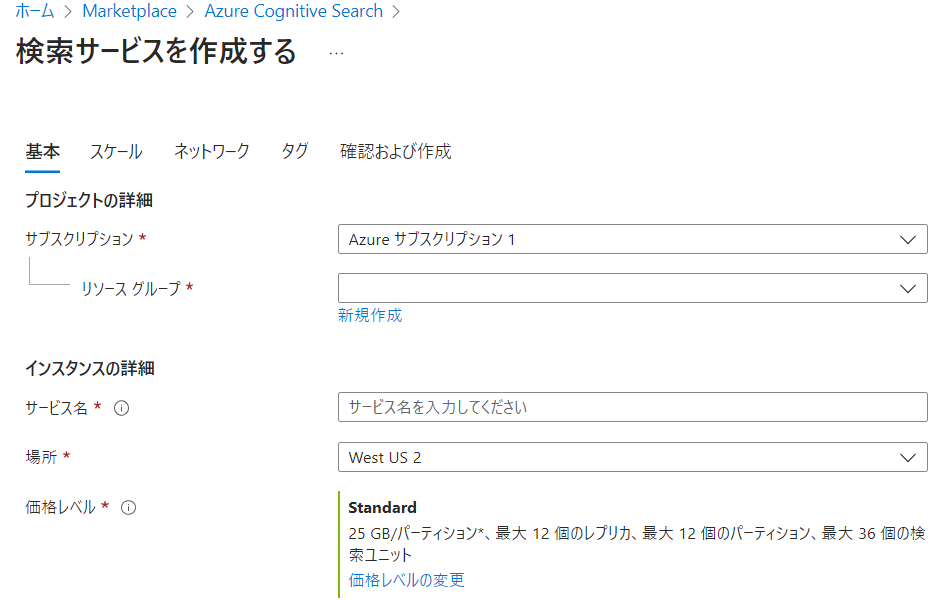 ホーム > Marketplace > Azure Cognitive Search >
検索サービスを作成する ...
基本 スケール ネットワーク タグ 確認および作成
プロジェクトの詳細
サブスクリプション * Azure サブスクリプション 1
リソース グループ *
新規作成
インスタンスの詳細
サービス名 * サービス名を入力してください
場所 * West US 2
価格レベル * Standard
25 GB/パーティション*、最大 12 個のレプリカ、最大 12 個のパーティション、最大 36 個の検
索ユニット
価格レベルの変更